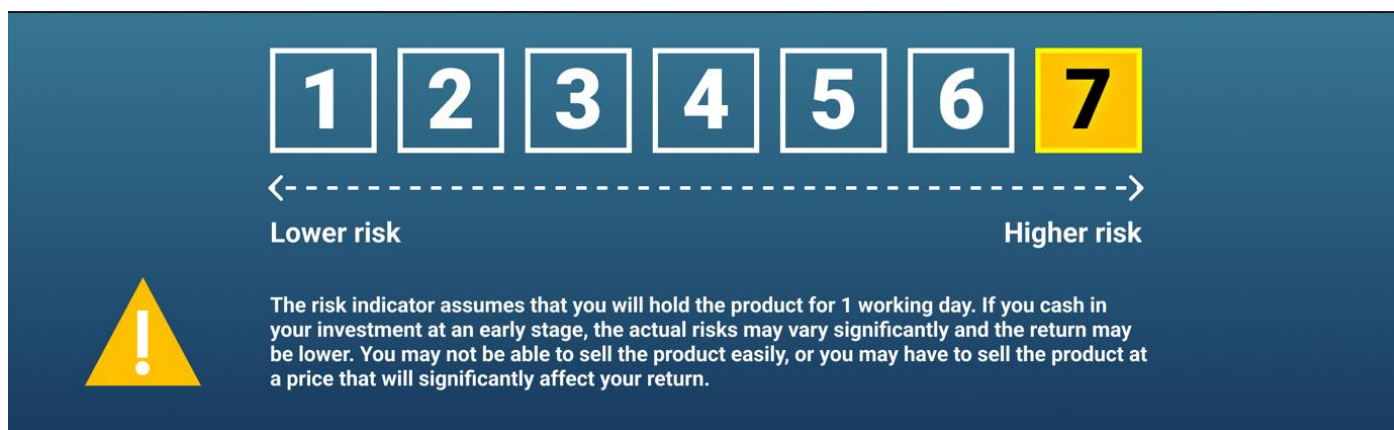 1 2 3 4 5 6 7
Lower risk Higher risk
!
The risk indicator assumes that you will hold the product for 1 working day. If you cash in
your investment at an early stage, the actual risks may vary significantly and the return may
be lower. You may not be able to sell the product easily, or you may have to sell the product at
a price that will significantly affect your return.